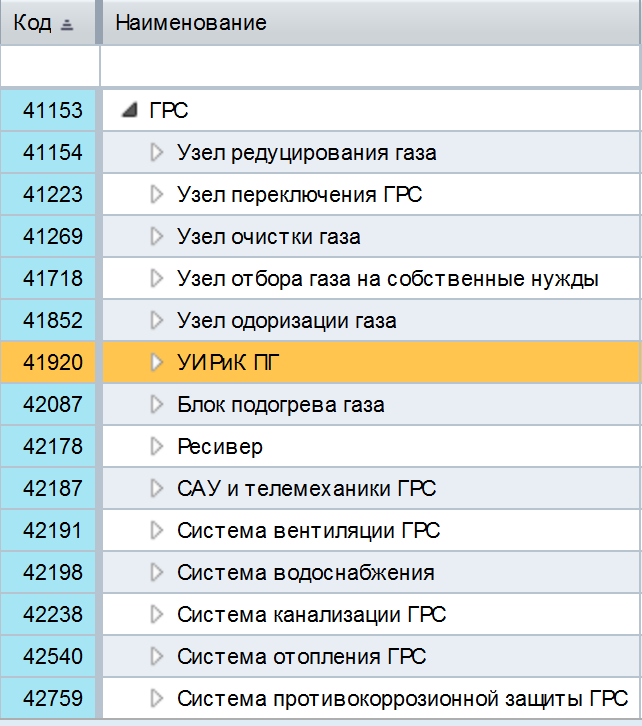 Код Наименование
41153 ГРС
41154 Узел редуцирования газа
41223 Узел переключения ГРС
41269 Узел очистки газа
41718 Узел отбора газа на собственные нужды
41852 Узел одоризации газа
41920 УИРиК ПГ
42087 Блок подогрева газа
42178 Ресивер
42187 САУ и телемеханики ГРС
42191 Система вентиляции ГРС
42198 Система водоснабжения
42238 Система канализации ГРС
42540 Система отопления ГРС
42759 Система противокоррозионной защиты ГРС